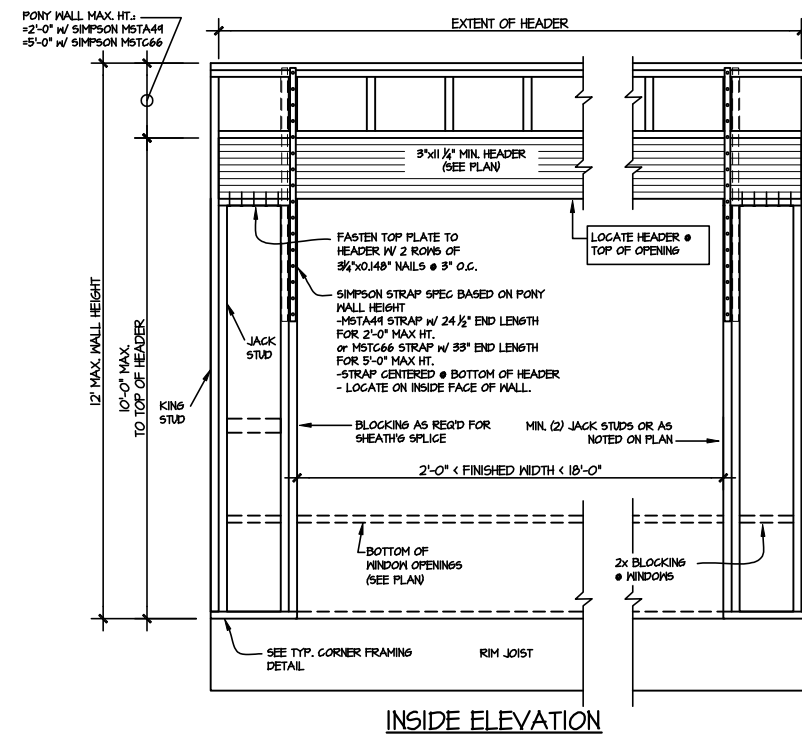 PONY WALL MAX. HT.:
=2'-0" W/ SIMPSON MSTA49
=5'-0" W/ SIMPSON MSTC66
EXTENT OF HEADER
3"x11 1/4" MIN. HEADER
(SEE PLAN)
FASTEN TOP PLATE TO
HEADER W/ 2 ROWS OF
3 1/4"x0.148" NAILS @ 3" O.C.
LOCATE HEADER @
TOP OF OPENING
SIMPSON STRAP SPEC BASED ON PONY
WALL HEIGHT
-MSTA49 STRAP W/ 24 1/2" END LENGTH
FOR 2'-0" MAX HT.
or MSTC66 STRAP W/ 33" END LENGTH
FOR 5'-0" MAX HT.
-STRAP CENTERED @ BOTTOM OF HEADER
- LOCATE ON INSIDE FACE OF WALL.
12' MAX. WALL HEIGHT
10'-0" MAX.
TO TOP OF HEADER
JACK
STUD
KING
STUD
BLOCKING AS REQ'D FOR
SHEATH'G SPLICE
MIN. (2) JACK STUDS OR AS
NOTED ON PLAN
2'-0" < FINISHED WIDTH < 18'-0"
BOTTOM OF
WINDOW OPENINGS
(SEE PLAN)
2x BLOCKING
@ WINDOWS
SEE TYP. CORNER FRAMING
DETAIL
RIM JOIST
INSIDE ELEVATION